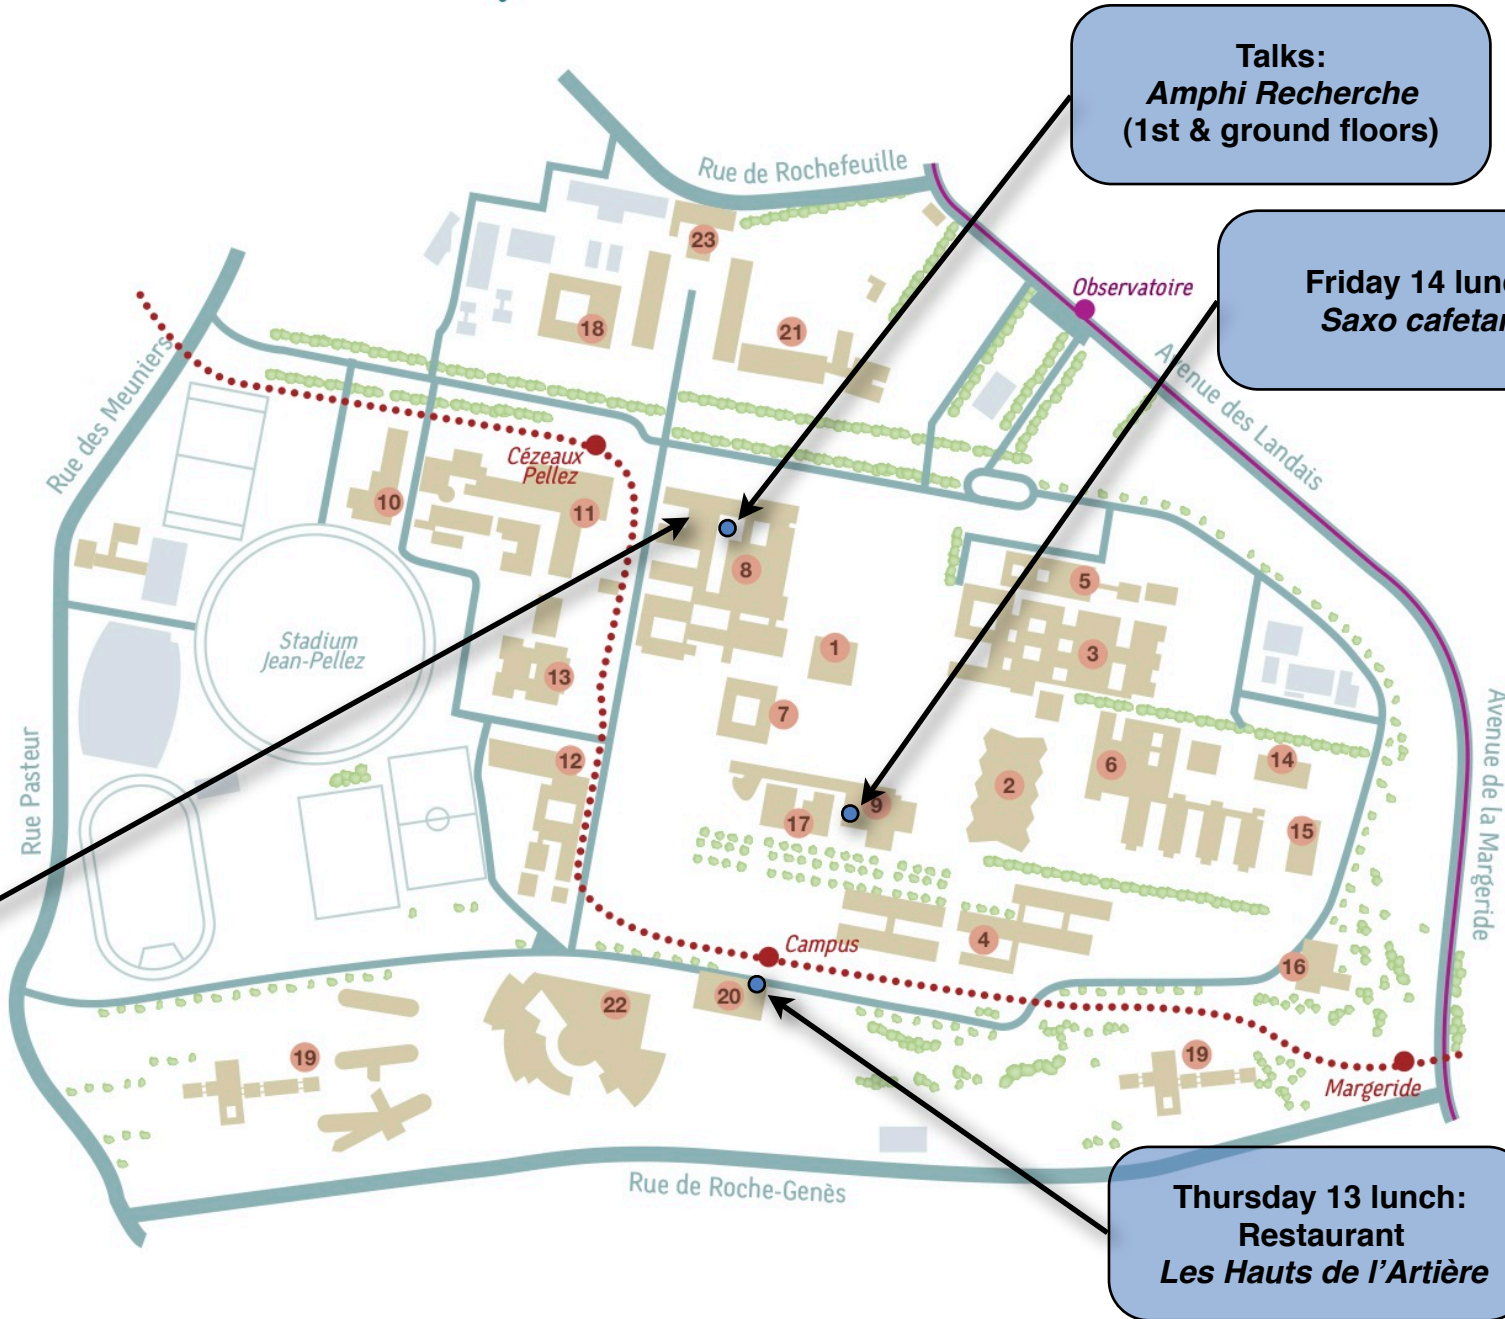 Talks:
Amphi Recherche
(1st & ground floors)
Rue de Rochefeuille
23
Observatoire
Friday 14
Saxo
18
21
Avenue des Landais
Rue des Meuniers
Cézeaux
Pellez
10
11
8
5
Stadium
Jean-Pellez
1
3
13
7
Avenue de la Margeride
Rue Pasteur
12
14
6
2
9
17
15
Campus
4
16
20
22
19
19
Margeride
Rue de Roche-Genès
Thursday 13 lunch:
Restaurant
Les Hauts de l'Artière